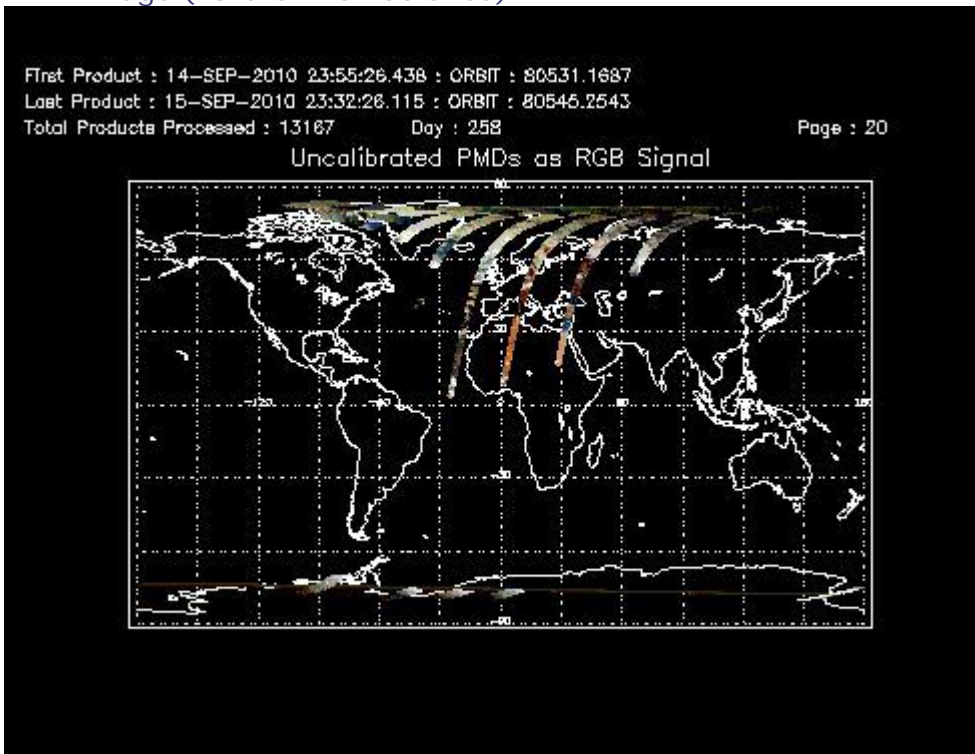 First Product : 14-SEP-2010 23:55:26.438 : ORBIT : 80531.1687
Last Product : 15-SEP-2010 23:32:26.115 : ORBIT : 80546.2543
Total Products Processed : 13167 Day : 258 Page : 20
Uncalibrated PMDs as RGB Signal